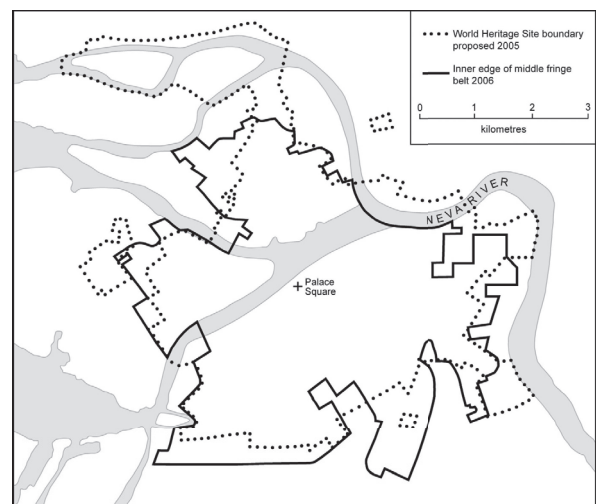 World Heritage Site boundary
proposed 2005
Inner edge of middle fringe
belt 2006
0 1 2 3
kilometres
NEVA RIVER
Palace
Square